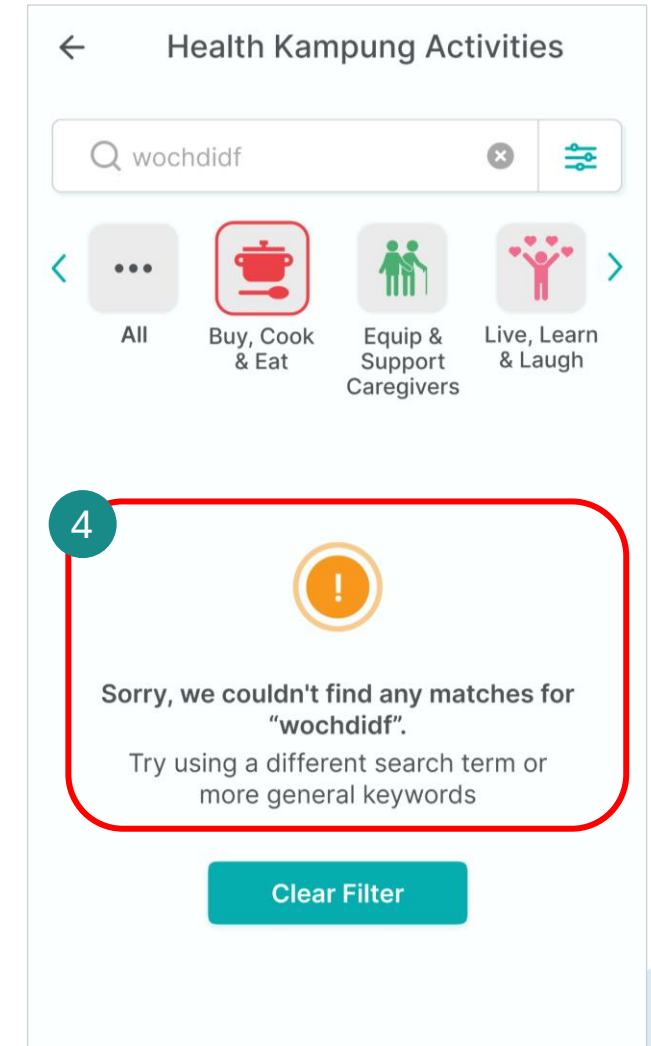 Health Kampung Activities
wochdidf
All
Buy, Cook
& Eat
Equip &
Support
Caregivers
Live, Learn
& Laugh
4
!
Sorry, we couldn't find any matches for
“wochdidf”.
Try using a different search term or
more general keywords
Clear Filter